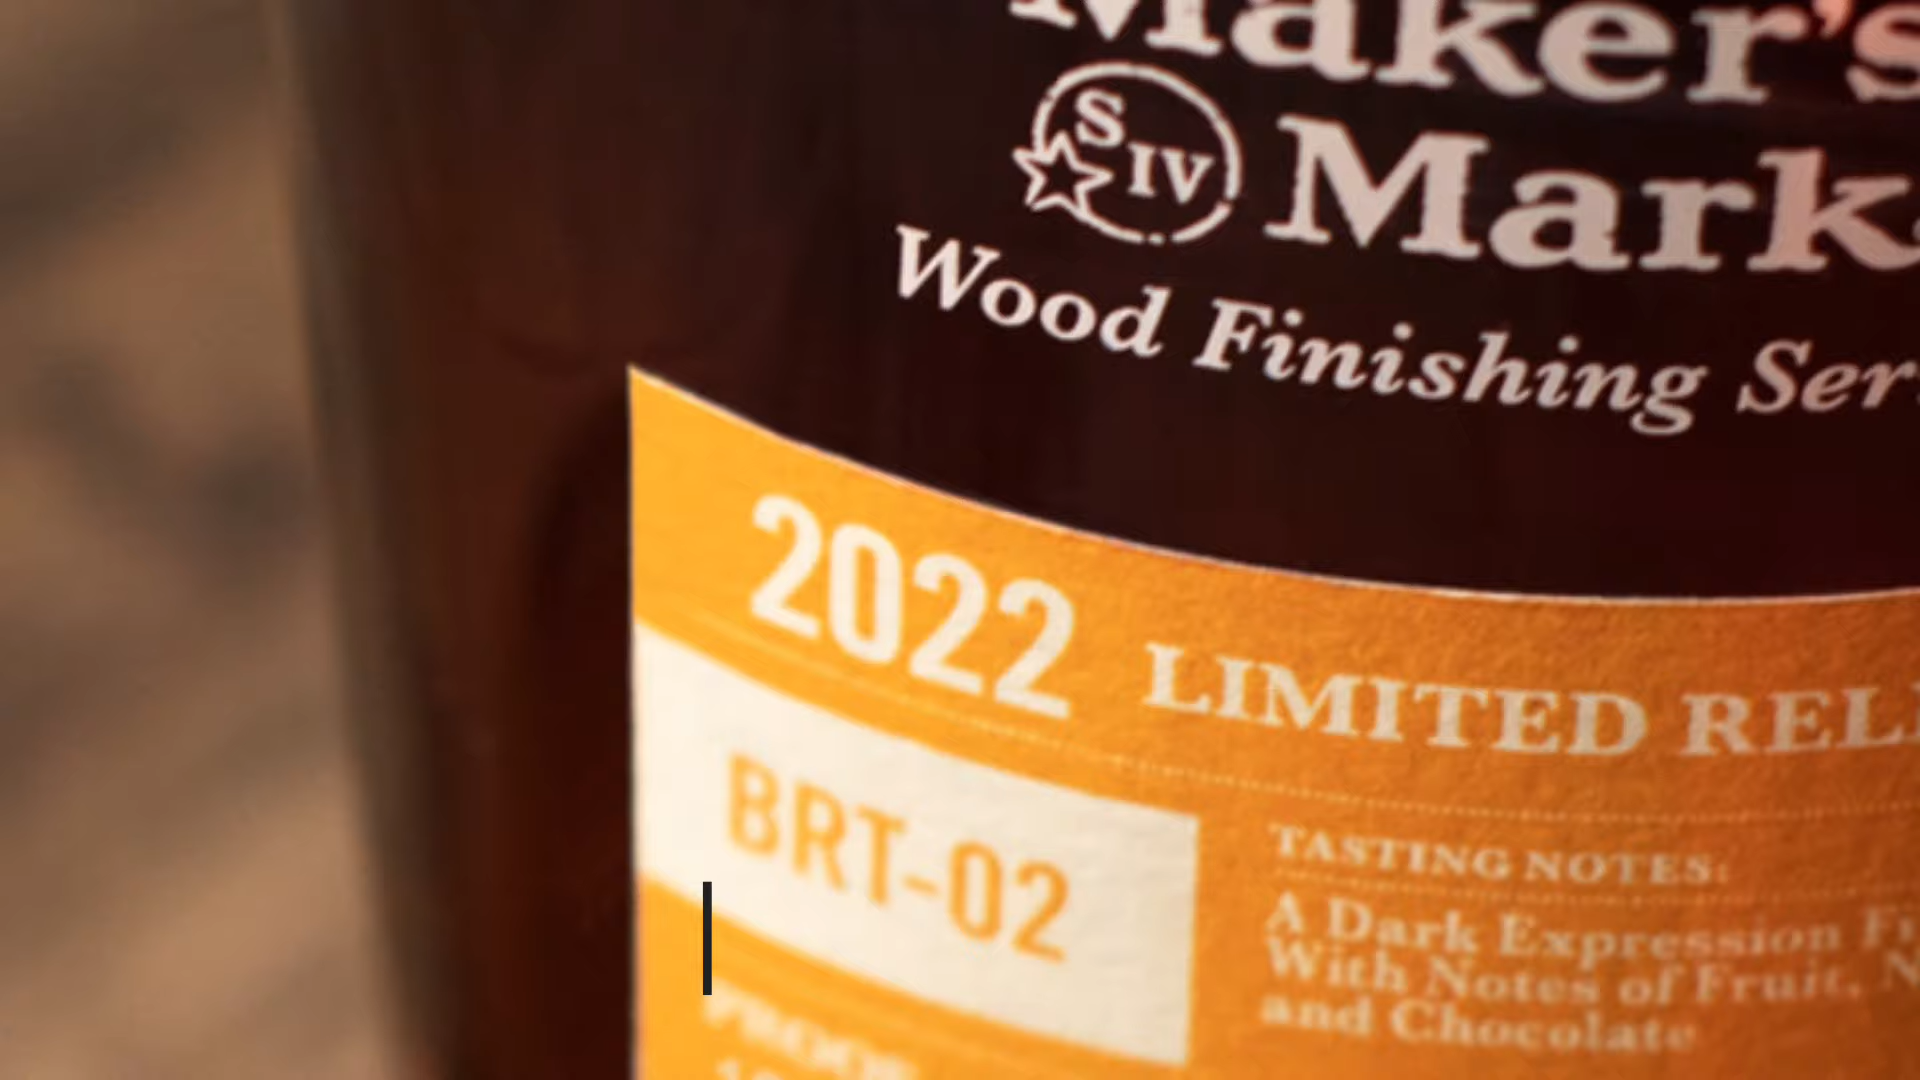 Maker's
S IV Mark
Wood Finishing Ser
2022 LIMITED REL
BRT-02
TASTING NOTES:
A Dark Expression
With Notes of Fruit,
and Chocolate
PROOF